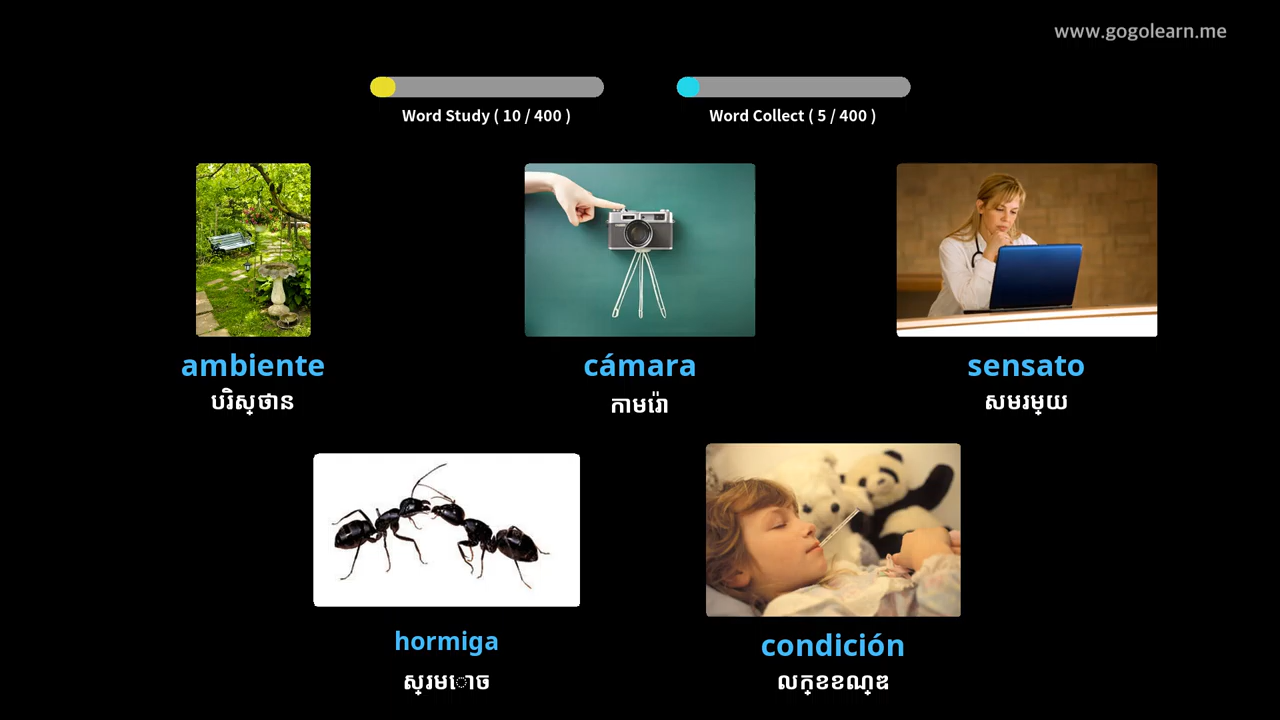 www.gogolearn.me
Word Study ( 10 / 400 )
Word Collect ( 5 / 400 )
ambiente
បរិស្ថាន
cámara
កាមរ៉ោ
sensato
សមរម្យ
hormiga
ស្រមោច
condición
លក្ខខណ្ឌ